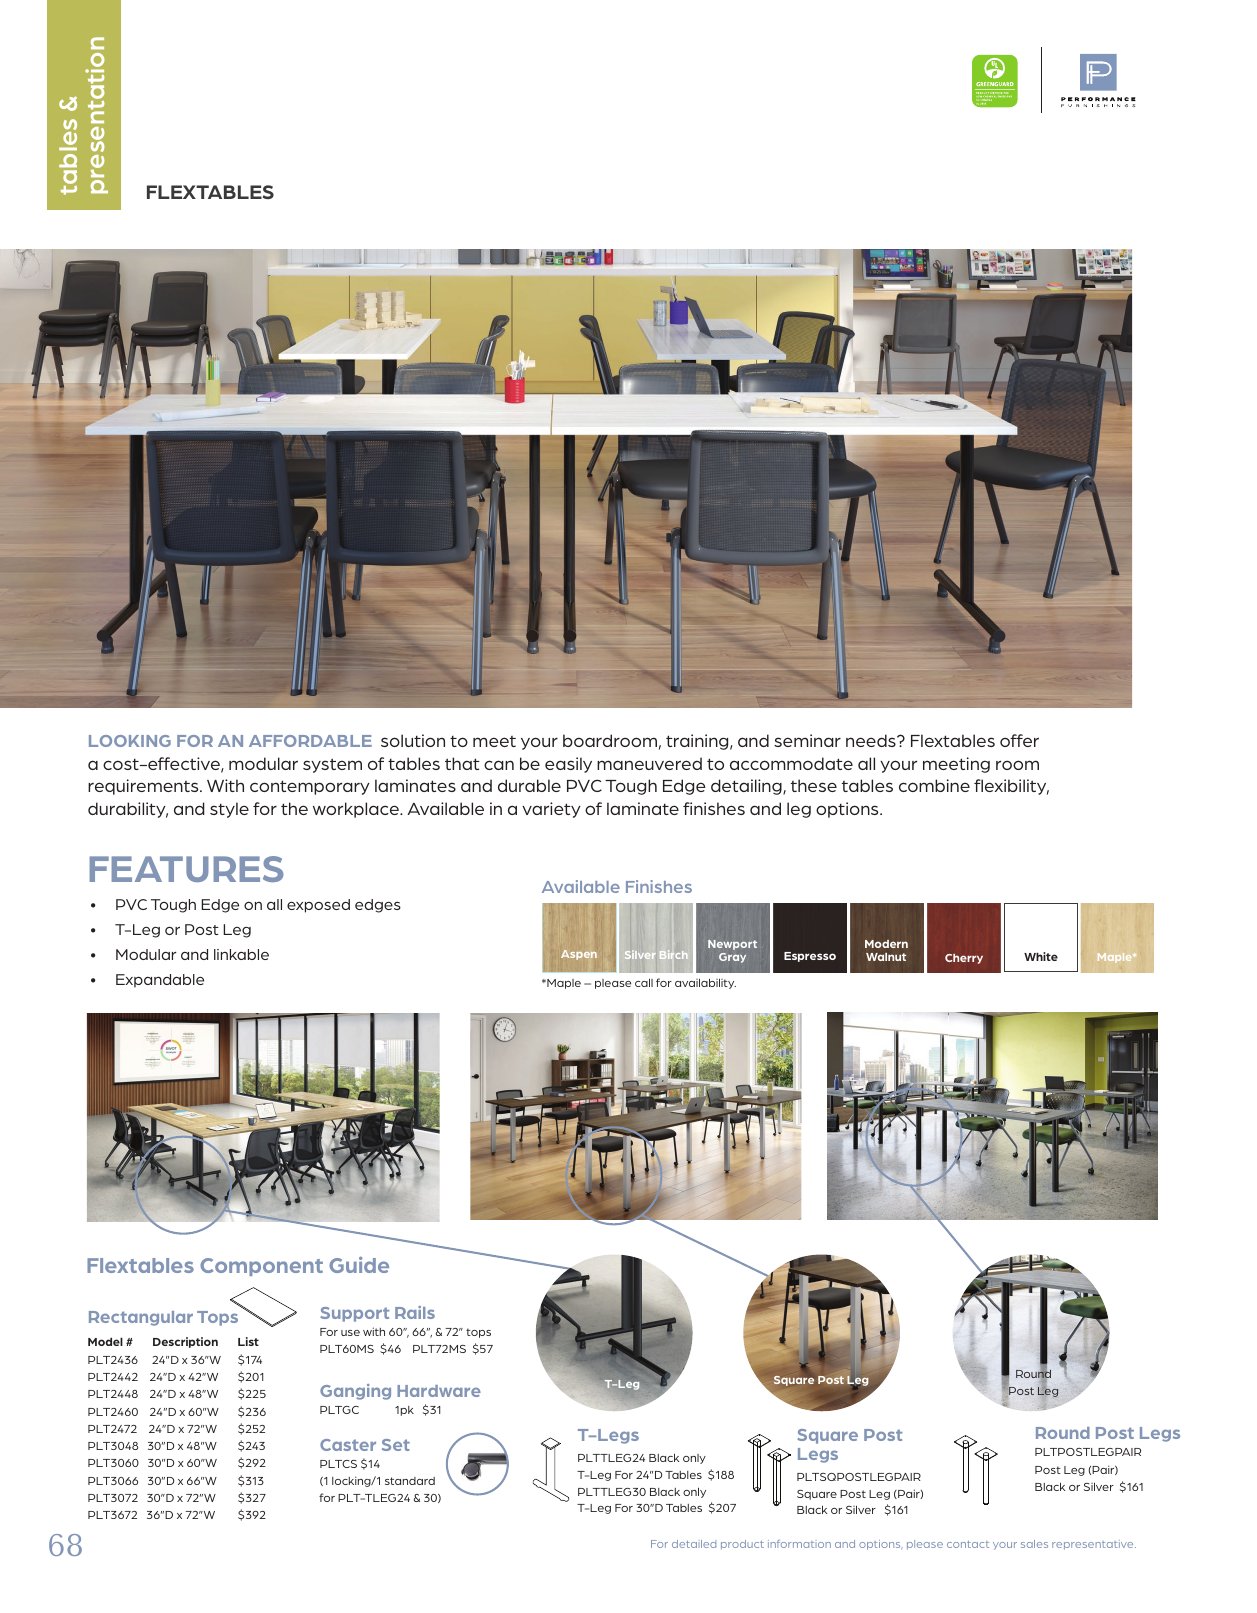 tables &
presentation
GREENGUARD
PERFORMANCE
FURNISHINGS
FLEXTABLES
LOOKING FOR AN AFFORDABLE solution to meet your boardroom, training, and seminar needs? Flextables offer
a cost-effective, modular system of tables that can be easily maneuvered to accommodate all your meeting room
requirements. With contemporary laminates and durable PVC Tough Edge detailing, these tables combine flexibility,
durability, and style for the workplace. Available in a variety of laminate finishes and leg options.
FEATURES
• PVC Tough Edge on all exposed edges
• T-Leg or Post Leg
• Modular and linkable
• Expandable
Available Finishes
Aspen
Silver Birch
Newport
Gray
Espresso
Modern
Walnut
Cherry
White
Maple*
*Maple – please call for availability.
Flextables Component Guide
Rectangular Tops
Model # Description List
PLT2436 24"D x 36"W $174
PLT2442 24"D x 42"W $201
PLT2448 24"D x 48"W $225
PLT2460 24"D x 60"W $236
PLT2472 24"D x 72"W $252
PLT3048 30"D x 48"W $243
PLT3060 30"D x 60"W $292
PLT3066 30"D x 66"W $313
PLT3072 30"D x 72"W $327
PLT3672 36"D x 72"W $392
Support Rails
For use with 60", 66", & 72" tops
PLT60MS $46 PLT72MS $57
Ganging Hardware
PLTGC 1pk $31
Caster Set
PLTCS $14
(1 locking/1 standard
for PLT-TLEG24 & 30)
T-Leg
Square Post Leg
Round
Post Leg
T-Legs
PLTTLEG24 Black only
T-Leg For 24"D Tables $188
PLTTLEG30 Black only
T-Leg For 30"D Tables $207
Square Post
Legs
PLTSQPOSTLEGPAIR
Square Post Leg (Pair)
Black or Silver $161
Round Post Legs
PLTPOSTLEGPAIR
Post Leg (Pair)
Black or Silver $161
68
For detailed product information and options, please contact your sales representative.